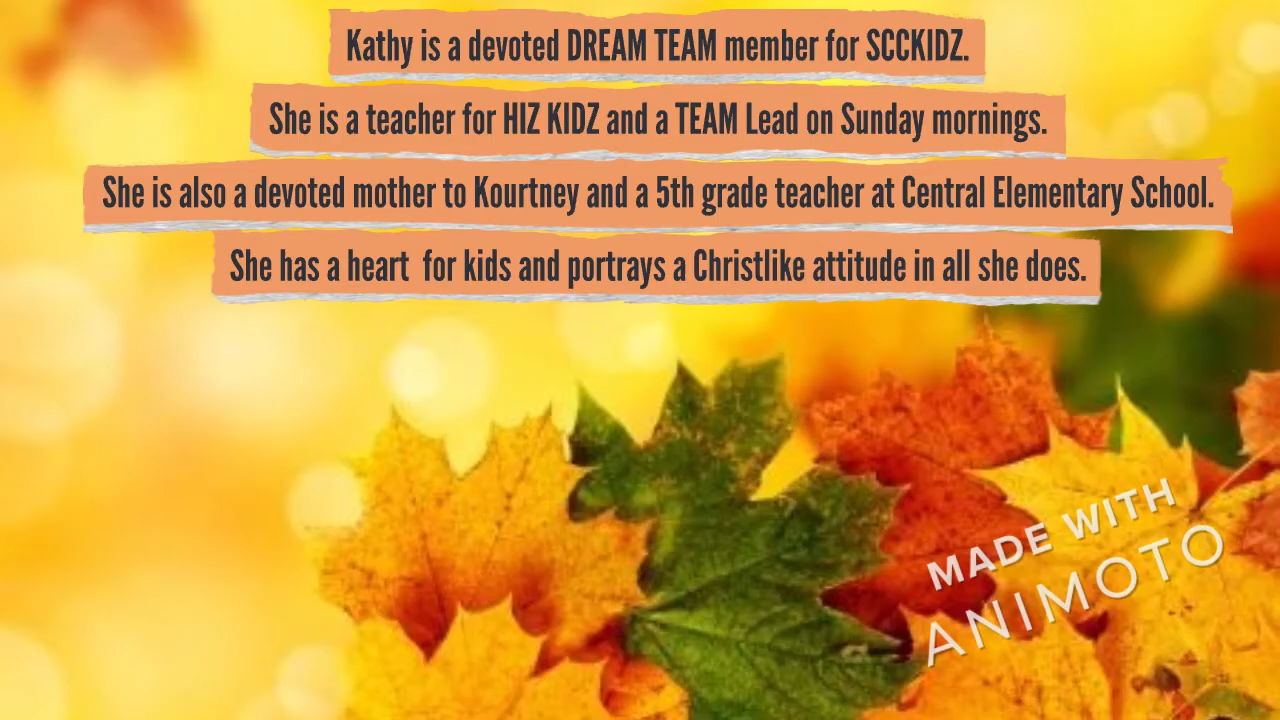 Kathy is a devoted DREAM TEAM member for SCCKIDZ.
She is a teacher for HIZ KIDZ and a TEAM Lead on Sunday mornings.
She is also a devoted mother to Kourtney and a 5th grade teacher at Central Elementary School.
She has a heart  for kids and portrays a Christlike attitude in all she does.
MADE WITH
ANIMOTO